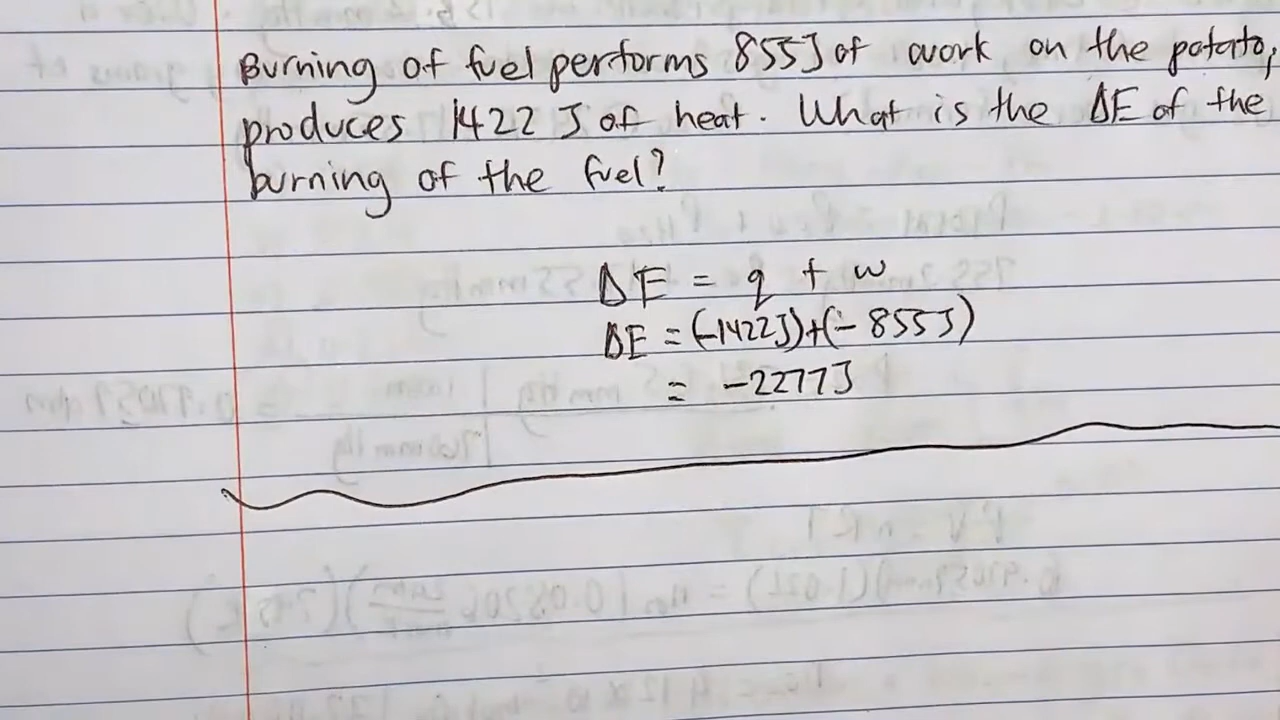 Burning of fuel performs 855J of work on the potato,
produces 1422 J of heat. What is the ΔE of the
burning of the fuel?
ΔE = q + w
ΔE = (-1422J)+(-855J)
= -2277J